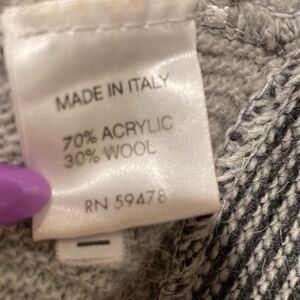 MADE IN ITALY
70% ACRYLIC
30% WOOL
RN 59478